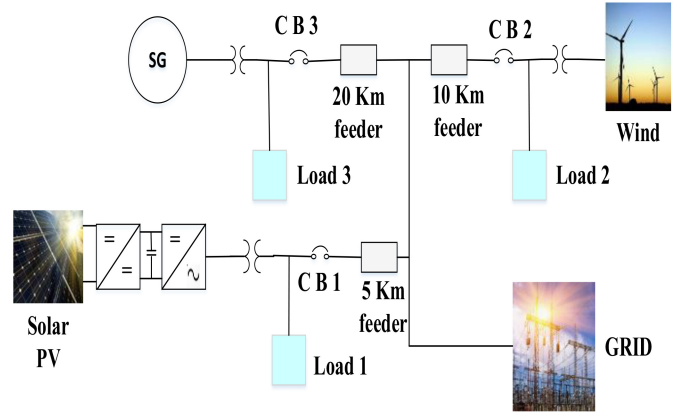 C B 3
C B 2
SG
20 Km
feeder
10 Km
feeder
Wind
Load 3
Load 2
C B 1
5 Km
feeder
Solar
PV
Load 1
GRID